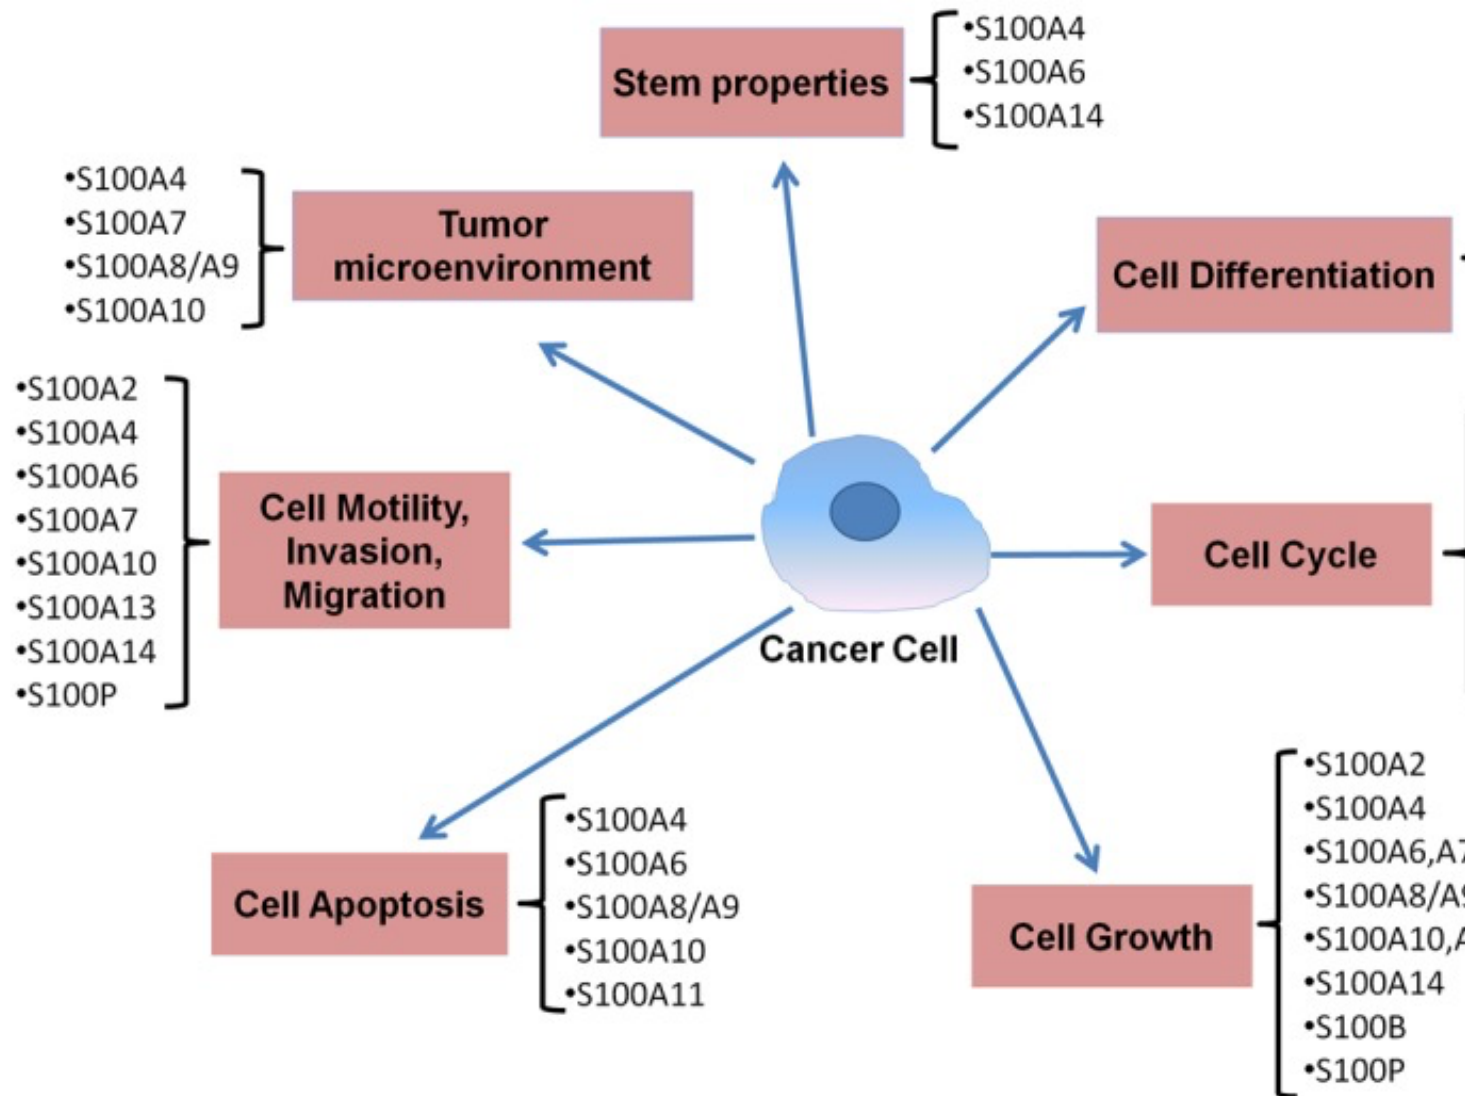 Stem properties
•S100A4
•S100A6
•S100A14
•S100A4
•S100A7
•S100A8/A9
•S100A10
Tumor
microenvironment
Cell Differentiation
•S100A2
•S100A4
•S100A6
•S100A7
•S100A10
•S100A13
•S100A14
•S100P
Cell Motility,
Invasion,
Migration
Cell Cycle
Cancer Cell
Cell Apoptosis
•S100A4
•S100A6
•S100A8/A9
•S100A10
•S100A11
Cell Growth
•S100A2
•S100A4
•S100A6,A7
•S100A8/A9
•S100A10,A
•S100A14
•S100B
•S100P